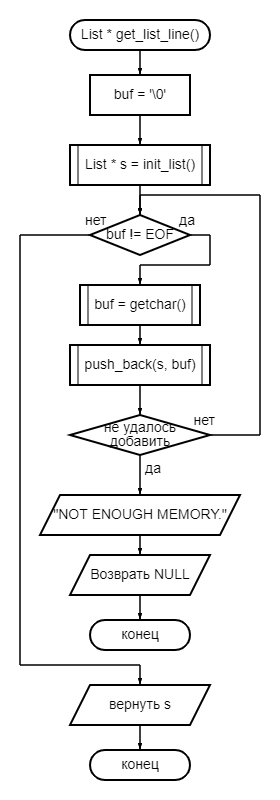 List * get_list_line()
buf = '\0'
List * s = init_list()
нет
да
buf != EOF
buf = getchar()
push_back(s, buf)
не удалось
добавить
нет
да
"NOT ENOUGH MEMORY."
Возврать NULL
конец
вернуть s
конец